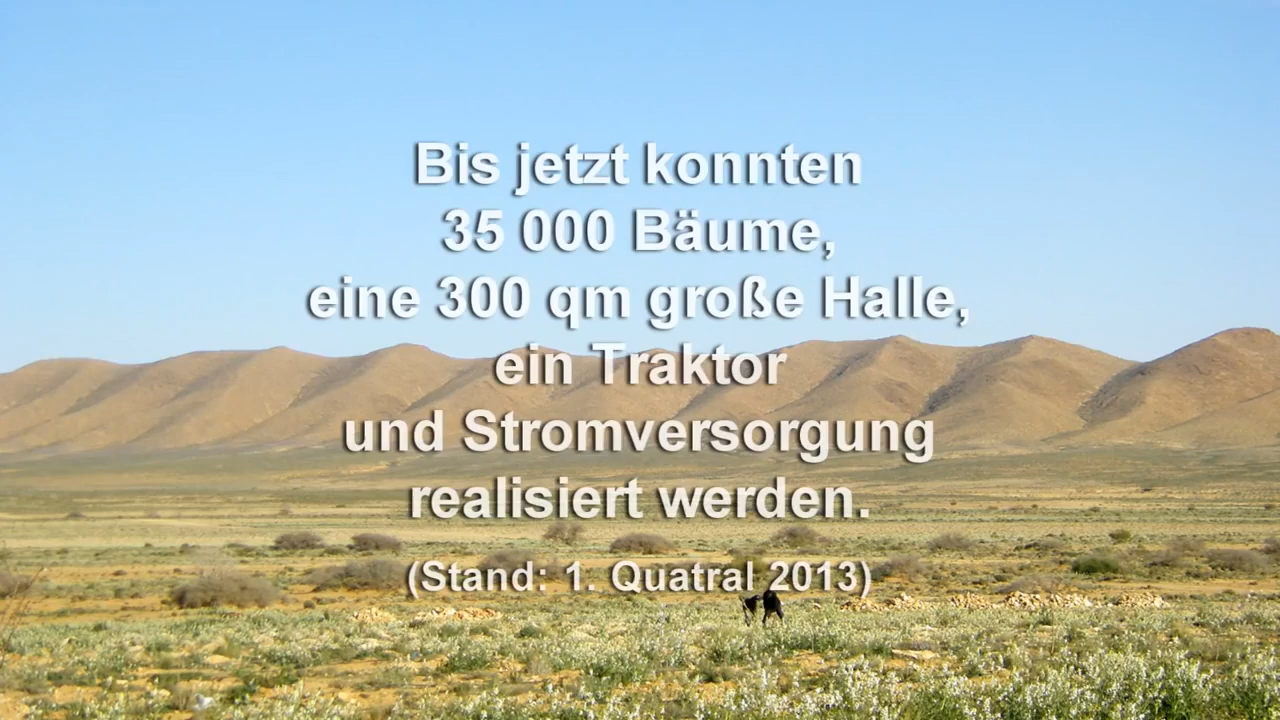 Bis jetzt konnten
35 000 Bäume,
eine 300 qm große Halle,
ein Traktor
und Stromversorgung
realisiert werden.
(Stand: 1. Quatral 2013)